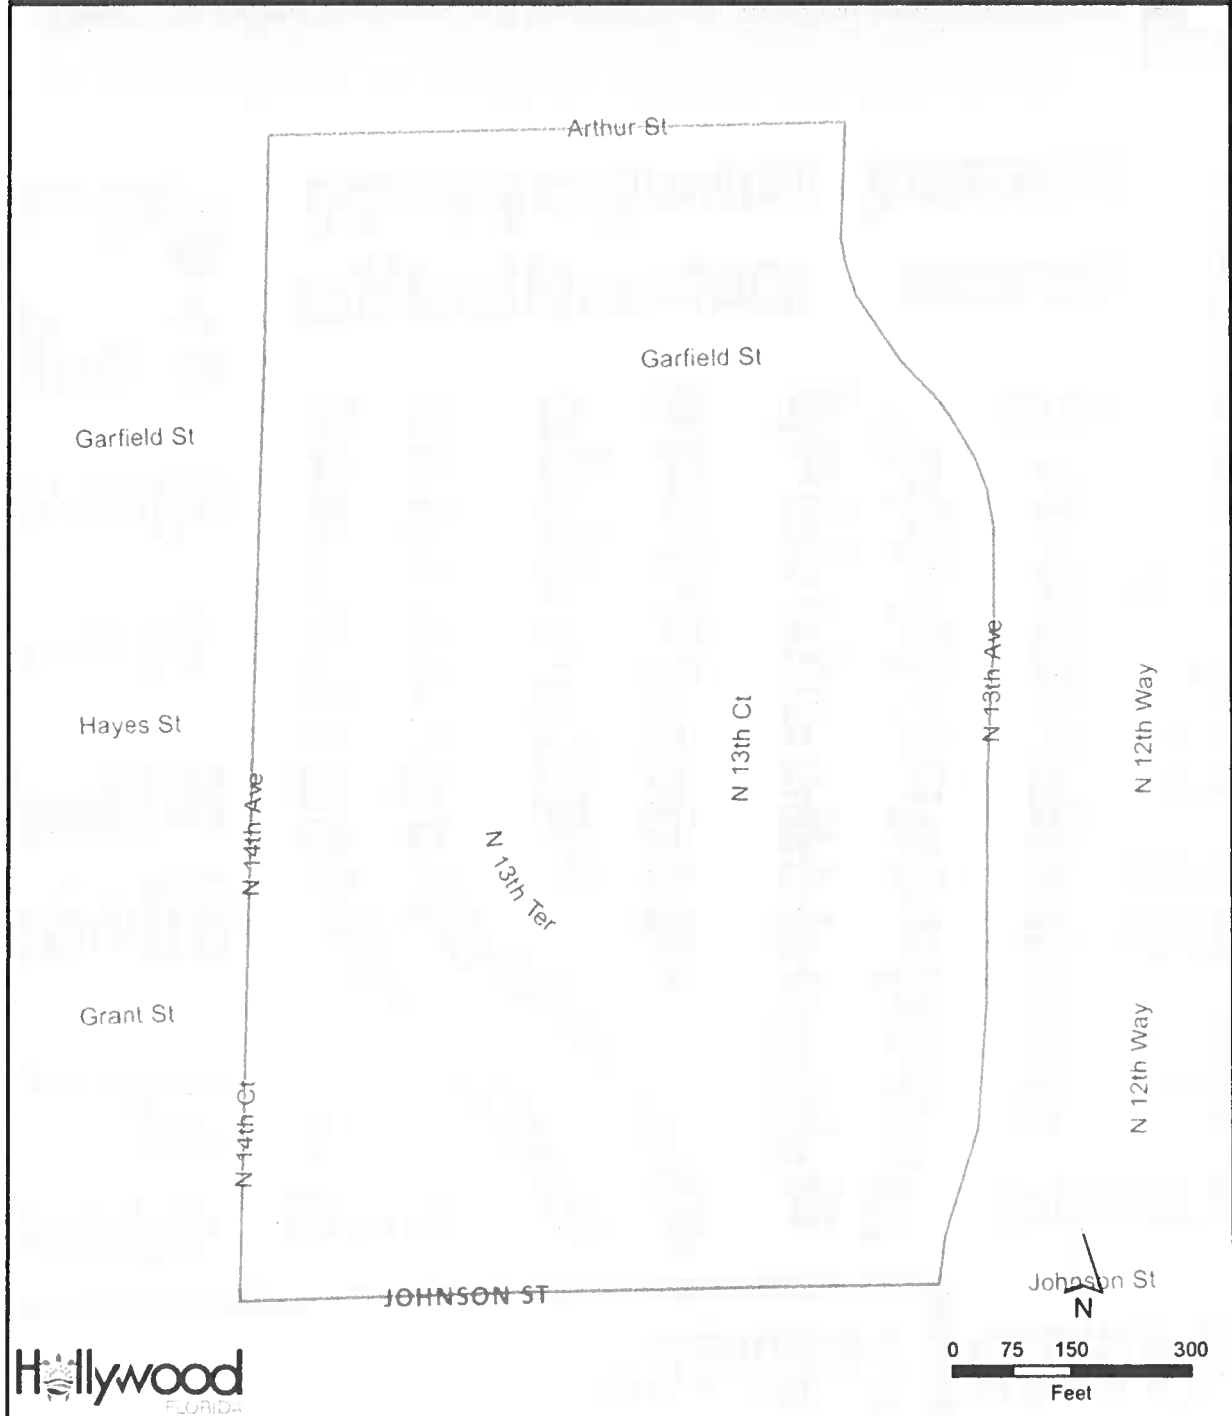 Arthur St
Garfield St
Garfield St
N 13th Ave
N 12th Way
Hayes St
N 13th Ct
N 14th Ave
N 13th Ter
Grant St
N 12th Way
N 14th Ct
Johnson St
JOHNSON ST
N
Hollywood
FLORIDA
0 75 150 300
Feet